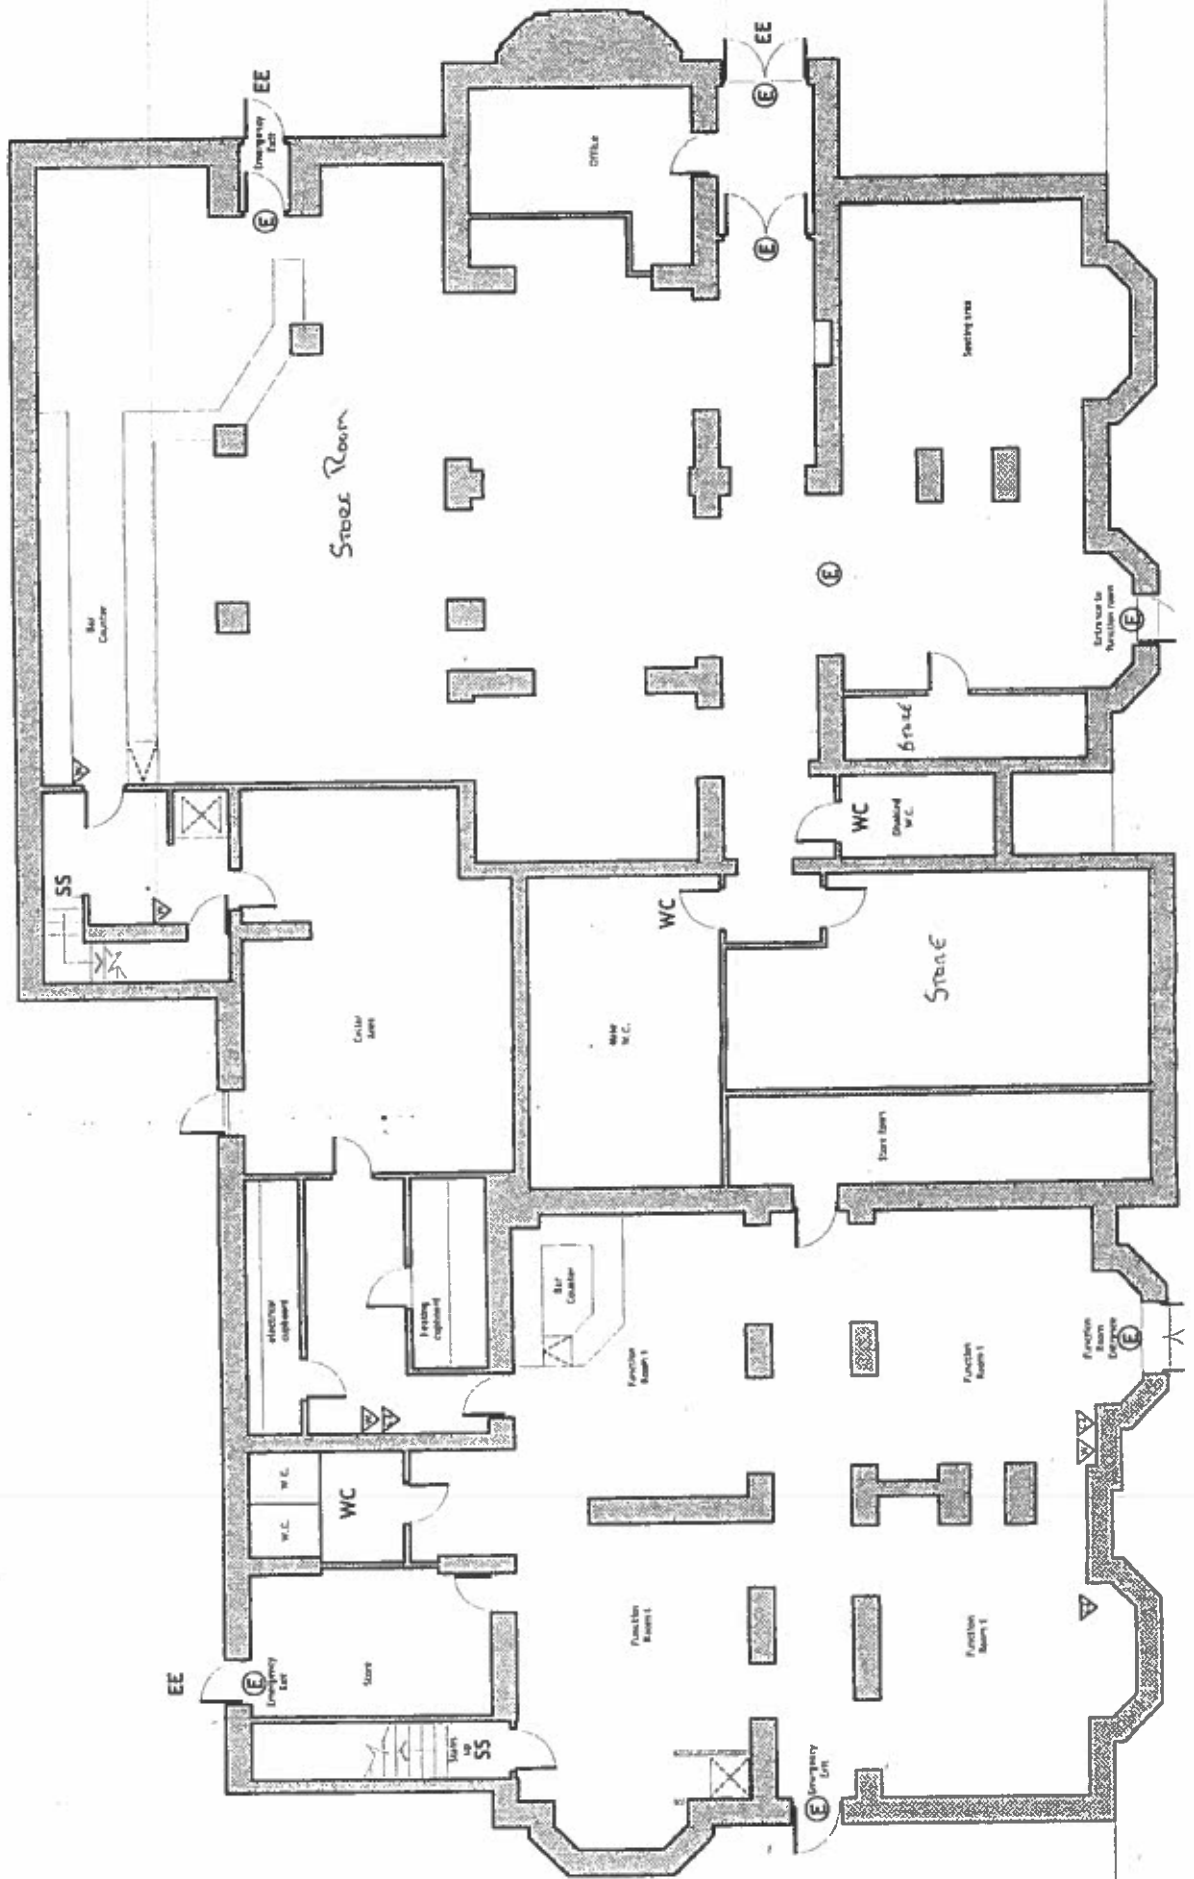 EE
Emergency
Exit
E
Office
EE
E
E
Seating area
Store Room
Bar
Counter
E
Entrance to
Function room
E
Store
WC
Disabled
W.C.
W
SS
WC
Male
W.C.
Store
Cellar
Area
Store Room
electrical
cupboard
heating
cupboard
Bar
Counter
Function
Room 1
Function
Room 1
Function
Room
Entrance
E
W
W
W.C.
W.C.
WC
EE
E
Emergency
Exit
Store
Function
Room 1
Function
Room 1
Stairs
up
SS
Emergency
Exit
E